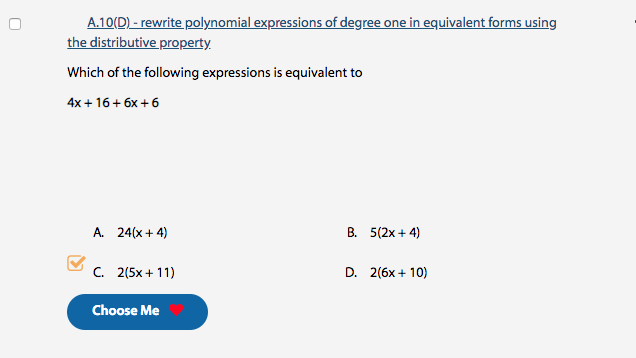 A.10(D) - rewrite polynomial expressions of degree one in equivalent forms using
the distributive property
Which of the following expressions is equivalent to
4x + 16 + 6x + 6
A. 24(x + 4)
B. 5(2x + 4)
C. 2(5x + 11)
D. 2(6x + 10)
Choose Me